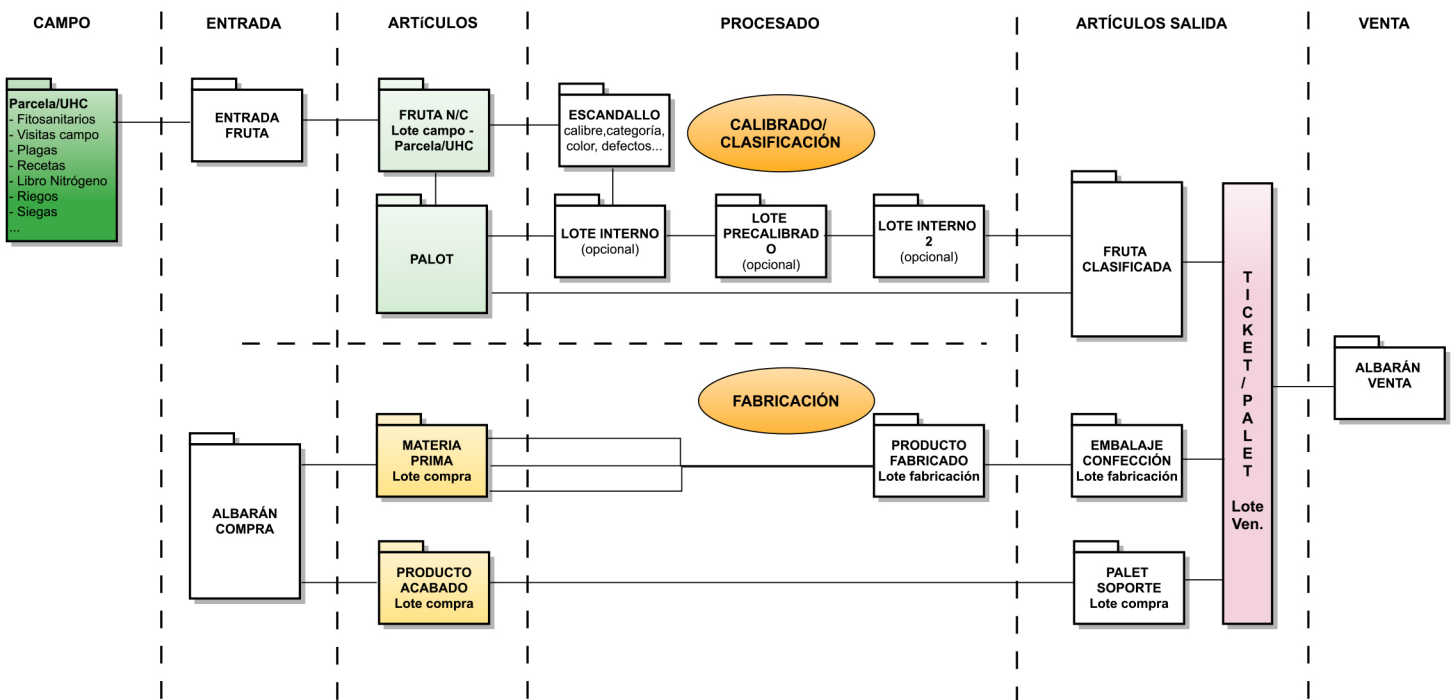 CAMPO
ENTRADA
ARTíCULOS
PROCESADO
ARTÍCULOS SALIDA
VENTA
Parcela/UHC
- Fitosanitarios
- Visitas campo
- Plagas
- Recetas
- Libro Nitrógeno
- Riegos
- Siegas
...
ENTRADA
FRUTA
FRUTA N/C
Lote campo -
Parcela/UHC
ESCANDALLO
calibre,categoría,
color, defectos...
CALIBRADO/
CLASIFICACIÓN
PALOT
LOTE INTERNO
(opcional)
LOTE
PRECALIBRAD
O
(opcional)
LOTE INTERNO
2
(opcional)
FRUTA
CLASIFICADA
T
I
C
K
E
T
/
P
A
L
E
T
Lote
Ven.
ALBARÁN
VENTA
FABRICACIÓN
ALBARÁN
COMPRA
MATERIA
PRIMA
Lote compra
PRODUCTO
FABRICADO
Lote fabricación
EMBALAJE
CONFECCIÓN
Lote fabricación
PRODUCTO
ACABADO
Lote compra
PALET
SOPORTE
Lote compra